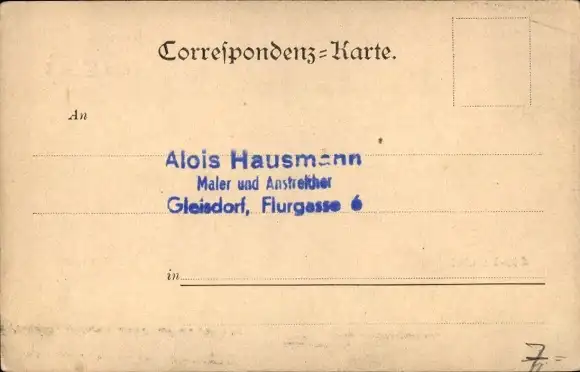 Correſpondenz=Karte.
An
Alois Hausmann
Maler und Anstreicher
Gleisdorf, Flurgasse 6
in